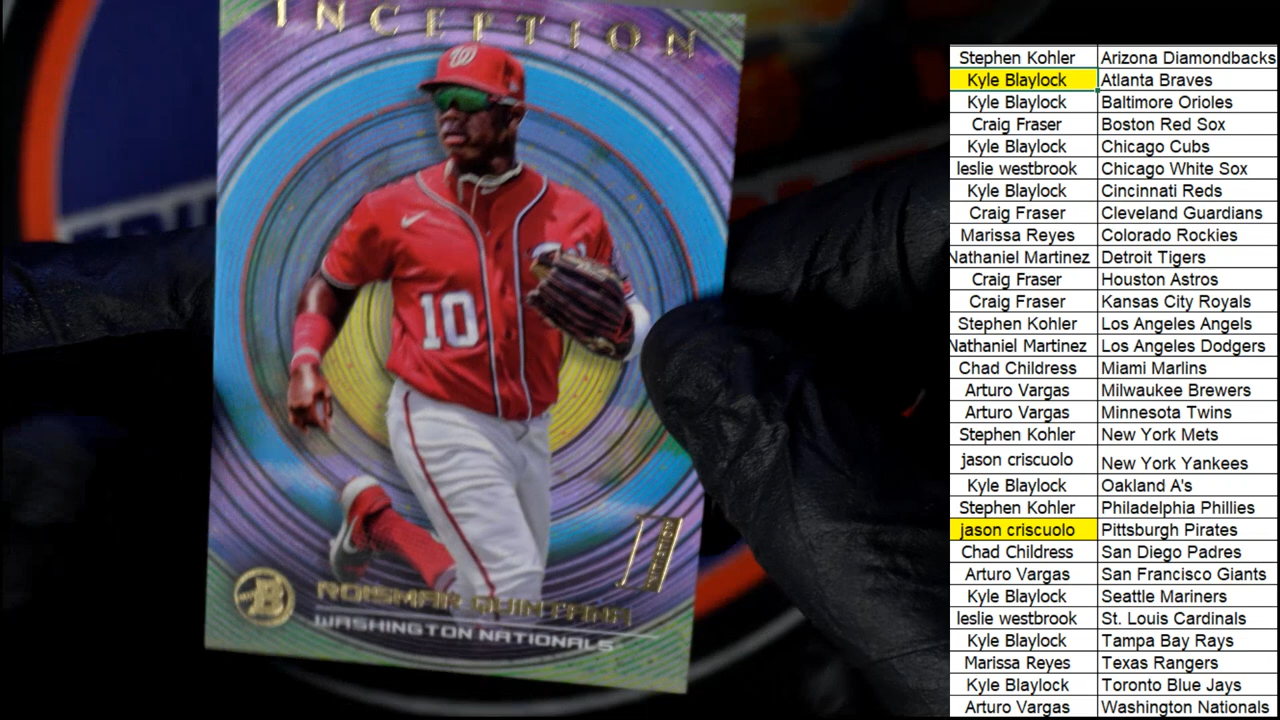 INCEPTION
W
10
B
INITIATION
ROISMAR QUINTANA
WASHINGTON NATIONALS
Stephen Kohler Arizona Diamondbacks
Kyle Blaylock Atlanta Braves
Kyle Blaylock Baltimore Orioles
Craig Fraser Boston Red Sox
Kyle Blaylock Chicago Cubs
leslie westbrook Chicago White Sox
Kyle Blaylock Cincinnati Reds
Craig Fraser Cleveland Guardians
Marissa Reyes Colorado Rockies
Nathaniel Martinez Detroit Tigers
Craig Fraser Houston Astros
Craig Fraser Kansas City Royals
Stephen Kohler Los Angeles Angels
Nathaniel Martinez Los Angeles Dodgers
Chad Childress Miami Marlins
Arturo Vargas Milwaukee Brewers
Arturo Vargas Minnesota Twins
Stephen Kohler New York Mets
jason criscuolo New York Yankees
Kyle Blaylock Oakland A's
Stephen Kohler Philadelphia Phillies
jason criscuolo Pittsburgh Pirates
Chad Childress San Diego Padres
Arturo Vargas San Francisco Giants
Kyle Blaylock Seattle Mariners
leslie westbrook St. Louis Cardinals
Kyle Blaylock Tampa Bay Rays
Marissa Reyes Texas Rangers
Kyle Blaylock Toronto Blue Jays
Arturo Vargas Washington Nationals